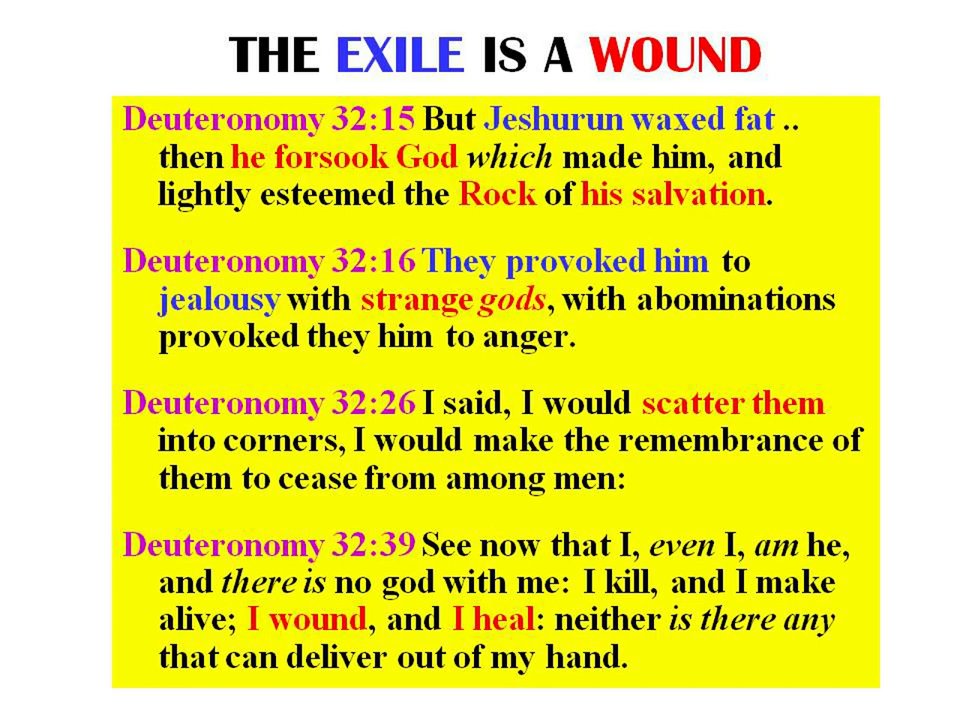 THE EXILE IS A WOUND
Deuteronomy 32:15 But Jeshurun waxed fat ..
then he forsook God which made him, and
lightly esteemed the Rock of his salvation.
Deuteronomy 32:16 They provoked him to
jealousy with strange gods, with abominations
provoked they him to anger.
Deuteronomy 32:26 I said, I would scatter them
into corners, I would make the remembrance of
them to cease from among men:
Deuteronomy 32:39 See now that I, even I, am he,
and there is no god with me: I kill, and I make
alive; I wound, and I heal: neither is there any
that can deliver out of my hand.